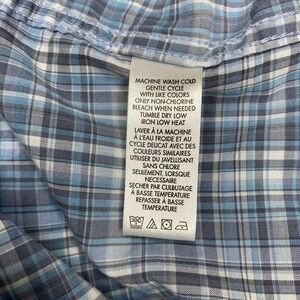 MACHINE WASH COLD
GENTLE CYCLE
WITH LIKE COLORS
ONLY NON-CHLORINE
BLEACH WHEN NEEDED
TUMBLE DRY LOW
IRON LOW HEAT
LAVER À LA MACHINE
À L'EAU FROIDE ET AU
CYCLE DELICAT AVEC DES
COULEURS SIMILAIRES
UTILISER DU JAVELLISANT
SANS CHLORE
SEULEMENT, LORSQUE
NECESSAIRE
SÉCHER PAR CULBUTAGE
À BASSE TEMPÉRATURE
REPASSER À BASSE
TEMPÉRATURE